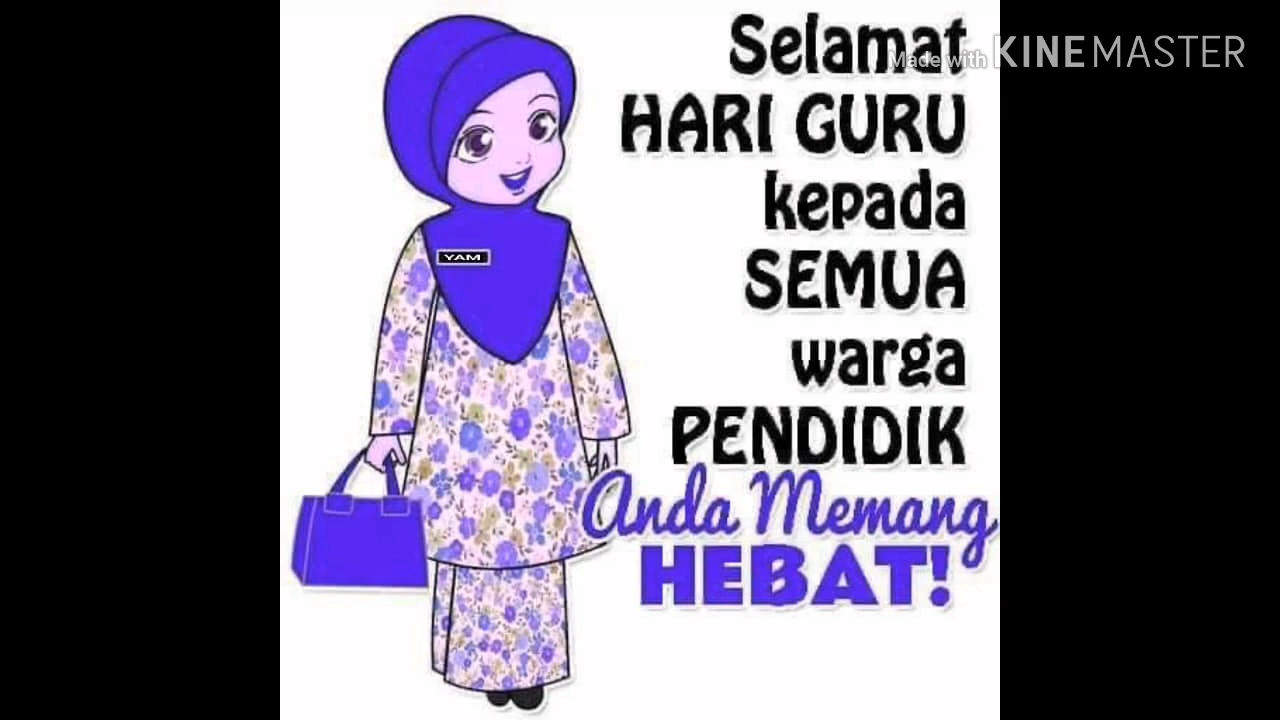 Selamat
Made with KINEMASTER
HARI GURU
kepada
SEMUA
warga
PENDIDIK
Anda Memang
HEBAT!
YAM